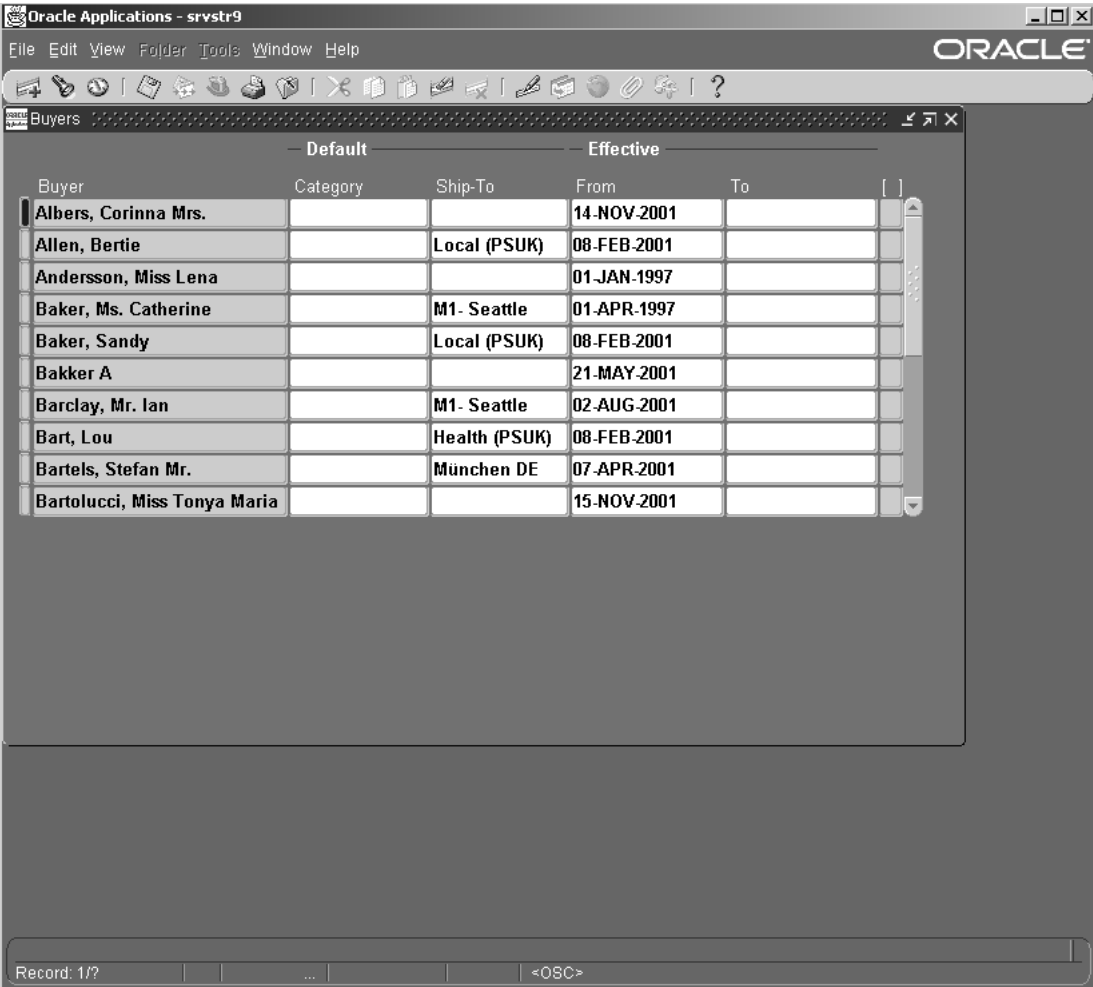 Oracle Applications - srvstr9
File Edit View Folder Tools Window Help
ORACLE
Buyers
Default Effective
Buyer Category Ship-To From To [ ]
Albers, Corinna Mrs. 14-NOV-2001
Allen, Bertie Local (PSUK) 08-FEB-2001
Andersson, Miss Lena 01-JAN-1997
Baker, Ms. Catherine M1- Seattle 01-APR-1997
Baker, Sandy Local (PSUK) 08-FEB-2001
Bakker A 21-MAY-2001
Barclay, Mr. Ian M1- Seattle 02-AUG-2001
Bart, Lou Health (PSUK) 08-FEB-2001
Bartels, Stefan Mr. München DE 07-APR-2001
Bartolucci, Miss Tonya Maria 15-NOV-2001
Record: 1/? ... <OSC>